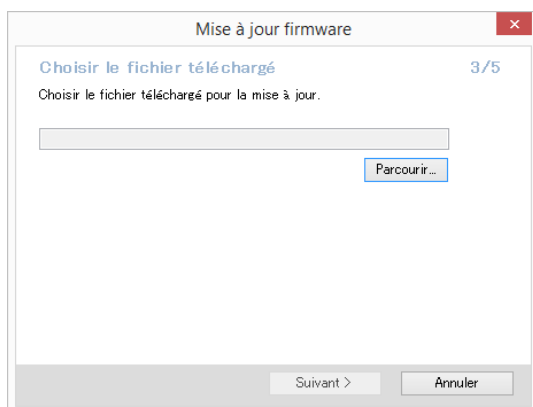 Mise à jour firmware
Choisir le fichier téléchargé 3/5
Choisir le fichier téléchargé pour la mise à jour.
Parcourir...
Suivant >
Annuler